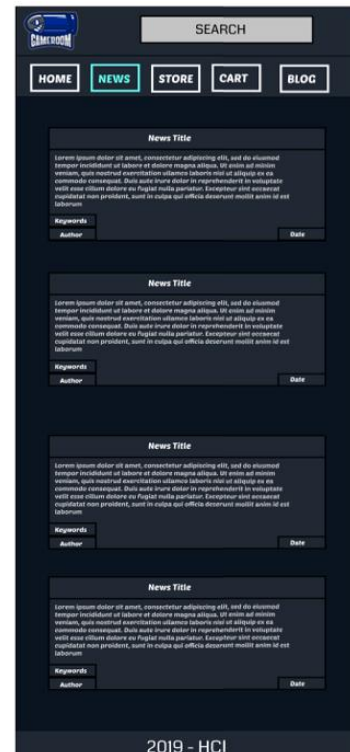 GAMEROOM
SEARCH
HOME NEWS STORE CART BLOG
News Title
Lorem ipsum dolor sit amet, consectetur adipiscing elit, sed do eiusmod
tempor incididunt ut labore et dolore magna aliqua. Ut enim ad minim
veniam, quis nostrud exercitation ullamco laboris nisi ut aliquip ex ea
commodo consequat. Duis aute irure dolor in reprehenderit in voluptate
velit esse cillum dolore eu fugiat nulla pariatur. Excepteur sint occaecat
cupidatat non proident, sunt in culpa qui officia deserunt mollit anim id est
laborum
Keywords
Author Date
News Title
Lorem ipsum dolor sit amet, consectetur adipiscing elit, sed do eiusmod
tempor incididunt ut labore et dolore magna aliqua. Ut enim ad minim
veniam, quis nostrud exercitation ullamco laboris nisi ut aliquip ex ea
commodo consequat. Duis aute irure dolor in reprehenderit in voluptate
velit esse cillum dolore eu fugiat nulla pariatur. Excepteur sint occaecat
cupidatat non proident, sunt in culpa qui officia deserunt mollit anim id est
laborum
Keywords
Author Date
News Title
Lorem ipsum dolor sit amet, consectetur adipiscing elit, sed do eiusmod
tempor incididunt ut labore et dolore magna aliqua. Ut enim ad minim
veniam, quis nostrud exercitation ullamco laboris nisi ut aliquip ex ea
commodo consequat. Duis aute irure dolor in reprehenderit in voluptate
velit esse cillum dolore eu fugiat nulla pariatur. Excepteur sint occaecat
cupidatat non proident, sunt in culpa qui officia deserunt mollit anim id est
laborum
Keywords
Author Date
News Title
Lorem ipsum dolor sit amet, consectetur adipiscing elit, sed do eiusmod
tempor incididunt ut labore et dolore magna aliqua. Ut enim ad minim
veniam, quis nostrud exercitation ullamco laboris nisi ut aliquip ex ea
commodo consequat. Duis aute irure dolor in reprehenderit in voluptate
velit esse cillum dolore eu fugiat nulla pariatur. Excepteur sint occaecat
cupidatat non proident, sunt in culpa qui officia deserunt mollit anim id est
laborum
Keywords
Author Date
2019 - HCI